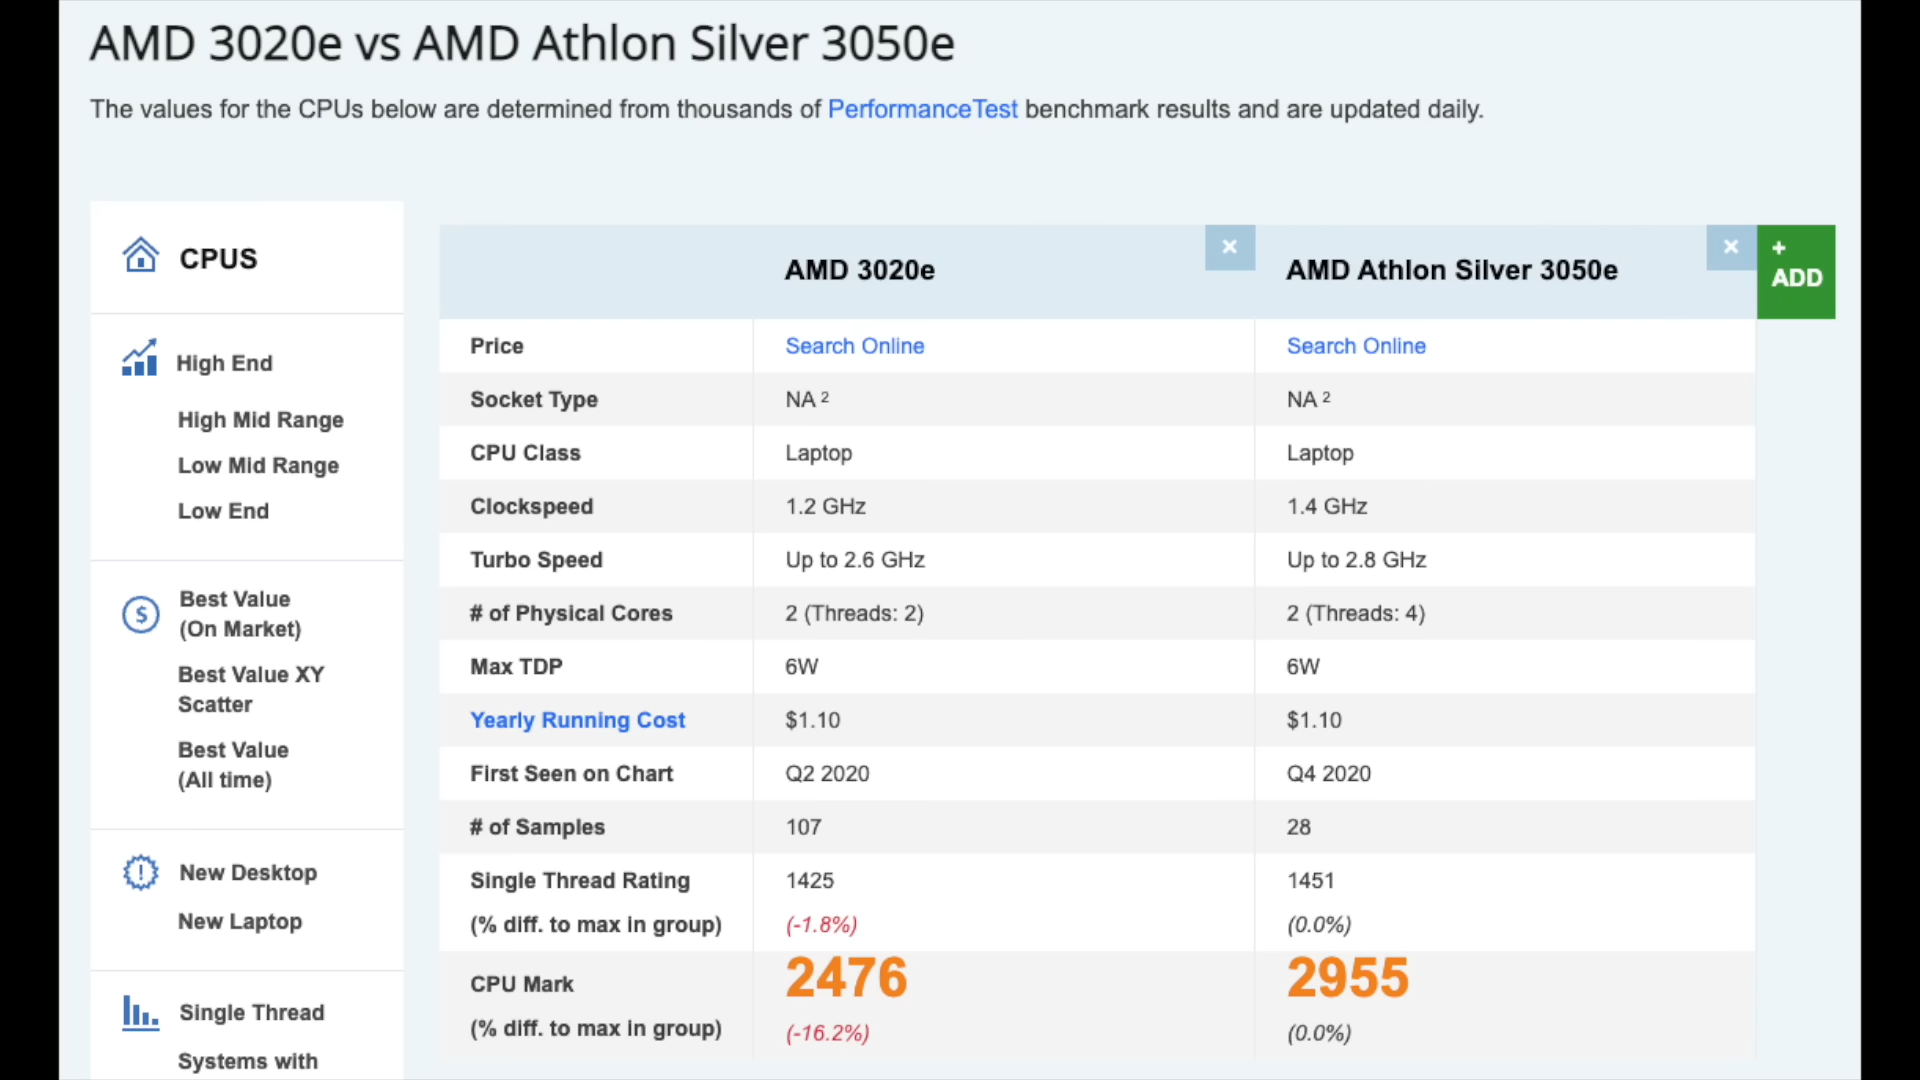 AMD 3020e vs AMD Athlon Silver 3050e
The values for the CPUs below are determined from thousands of PerformanceTest benchmark results and are updated daily.
CPUS
High End
High Mid Range
Low Mid Range
Low End
$
Best Value
(On Market)
Best Value XY
Scatter
Best Value
(All time)
New Desktop
New Laptop
Single Thread
Systems with
AMD 3020e × AMD Athlon Silver 3050e × +
ADD
Price Search Online Search Online
Socket Type NA 2 NA 2
CPU Class Laptop Laptop
Clockspeed 1.2 GHz 1.4 GHz
Turbo Speed Up to 2.6 GHz Up to 2.8 GHz
# of Physical Cores 2 (Threads: 2) 2 (Threads: 4)
Max TDP 6W 6W
Yearly Running Cost $1.10 $1.10
First Seen on Chart Q2 2020 Q4 2020
# of Samples 107 28
Single Thread Rating 1425 1451
(% diff. to max in group) (-1.8%) (0.0%)
CPU Mark 2476 2955
(% diff. to max in group) (-16.2%) (0.0%)